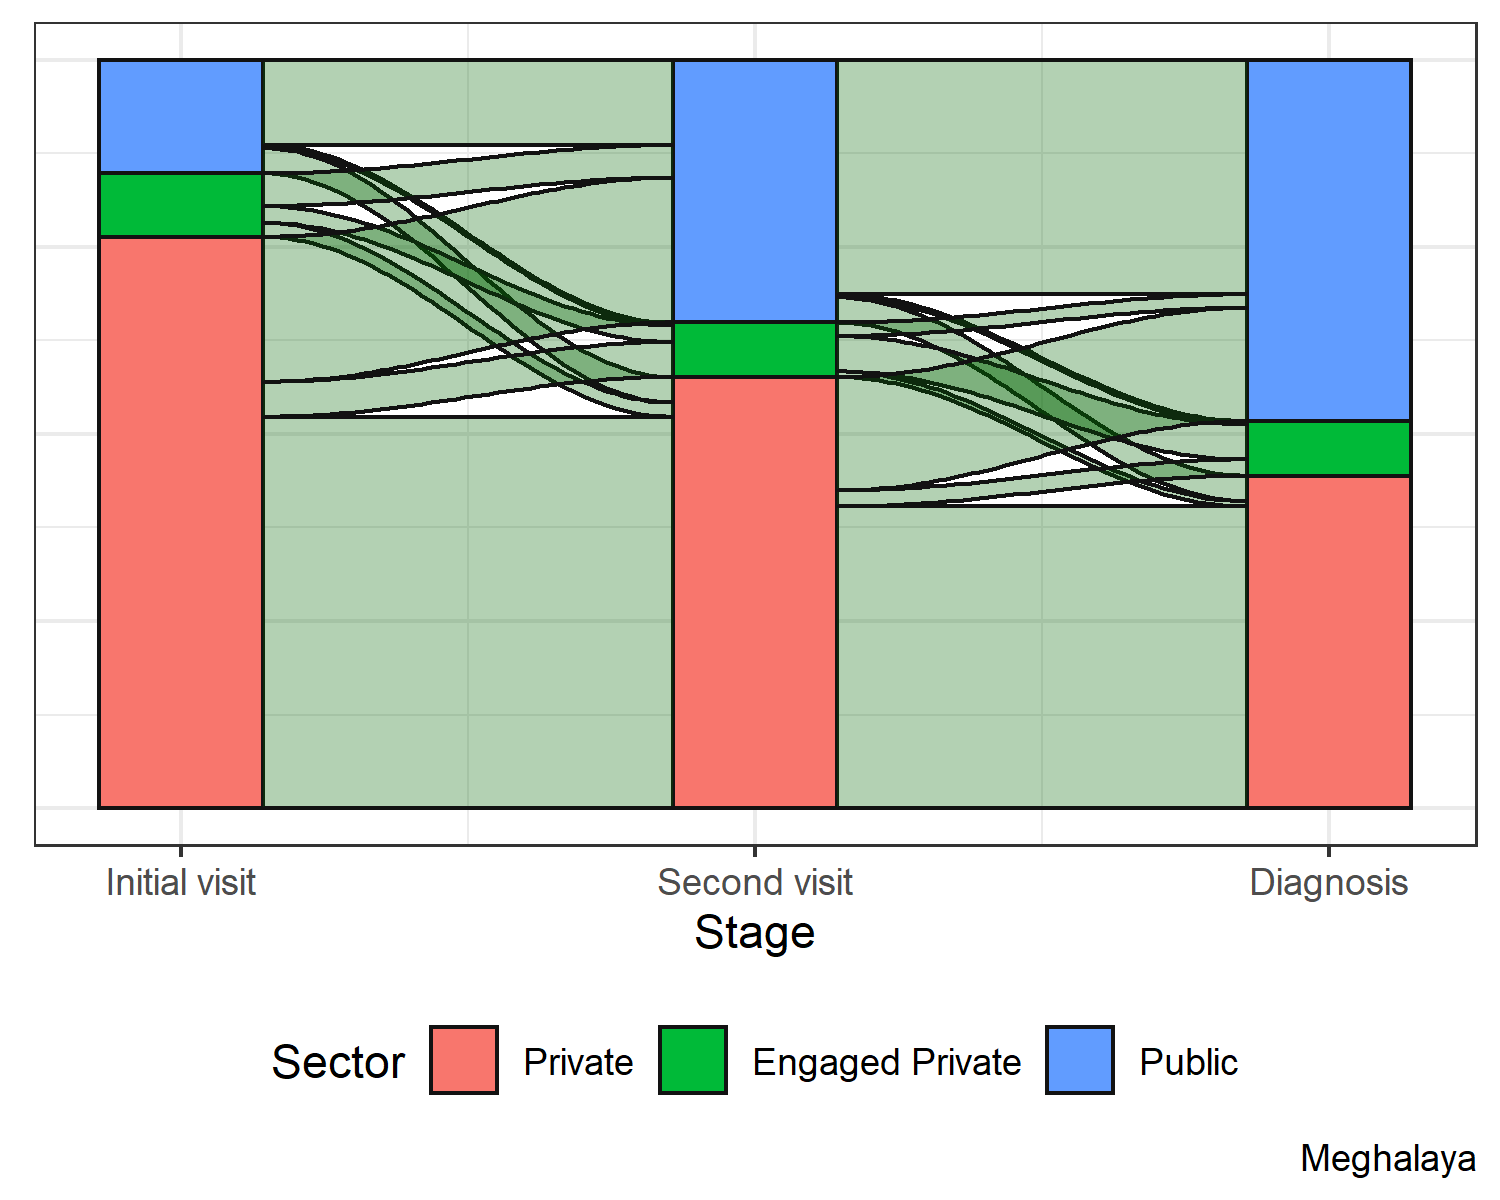 Initial visit Second visit Diagnosis
Stage
Sector Private Engaged Private Public
Meghalaya